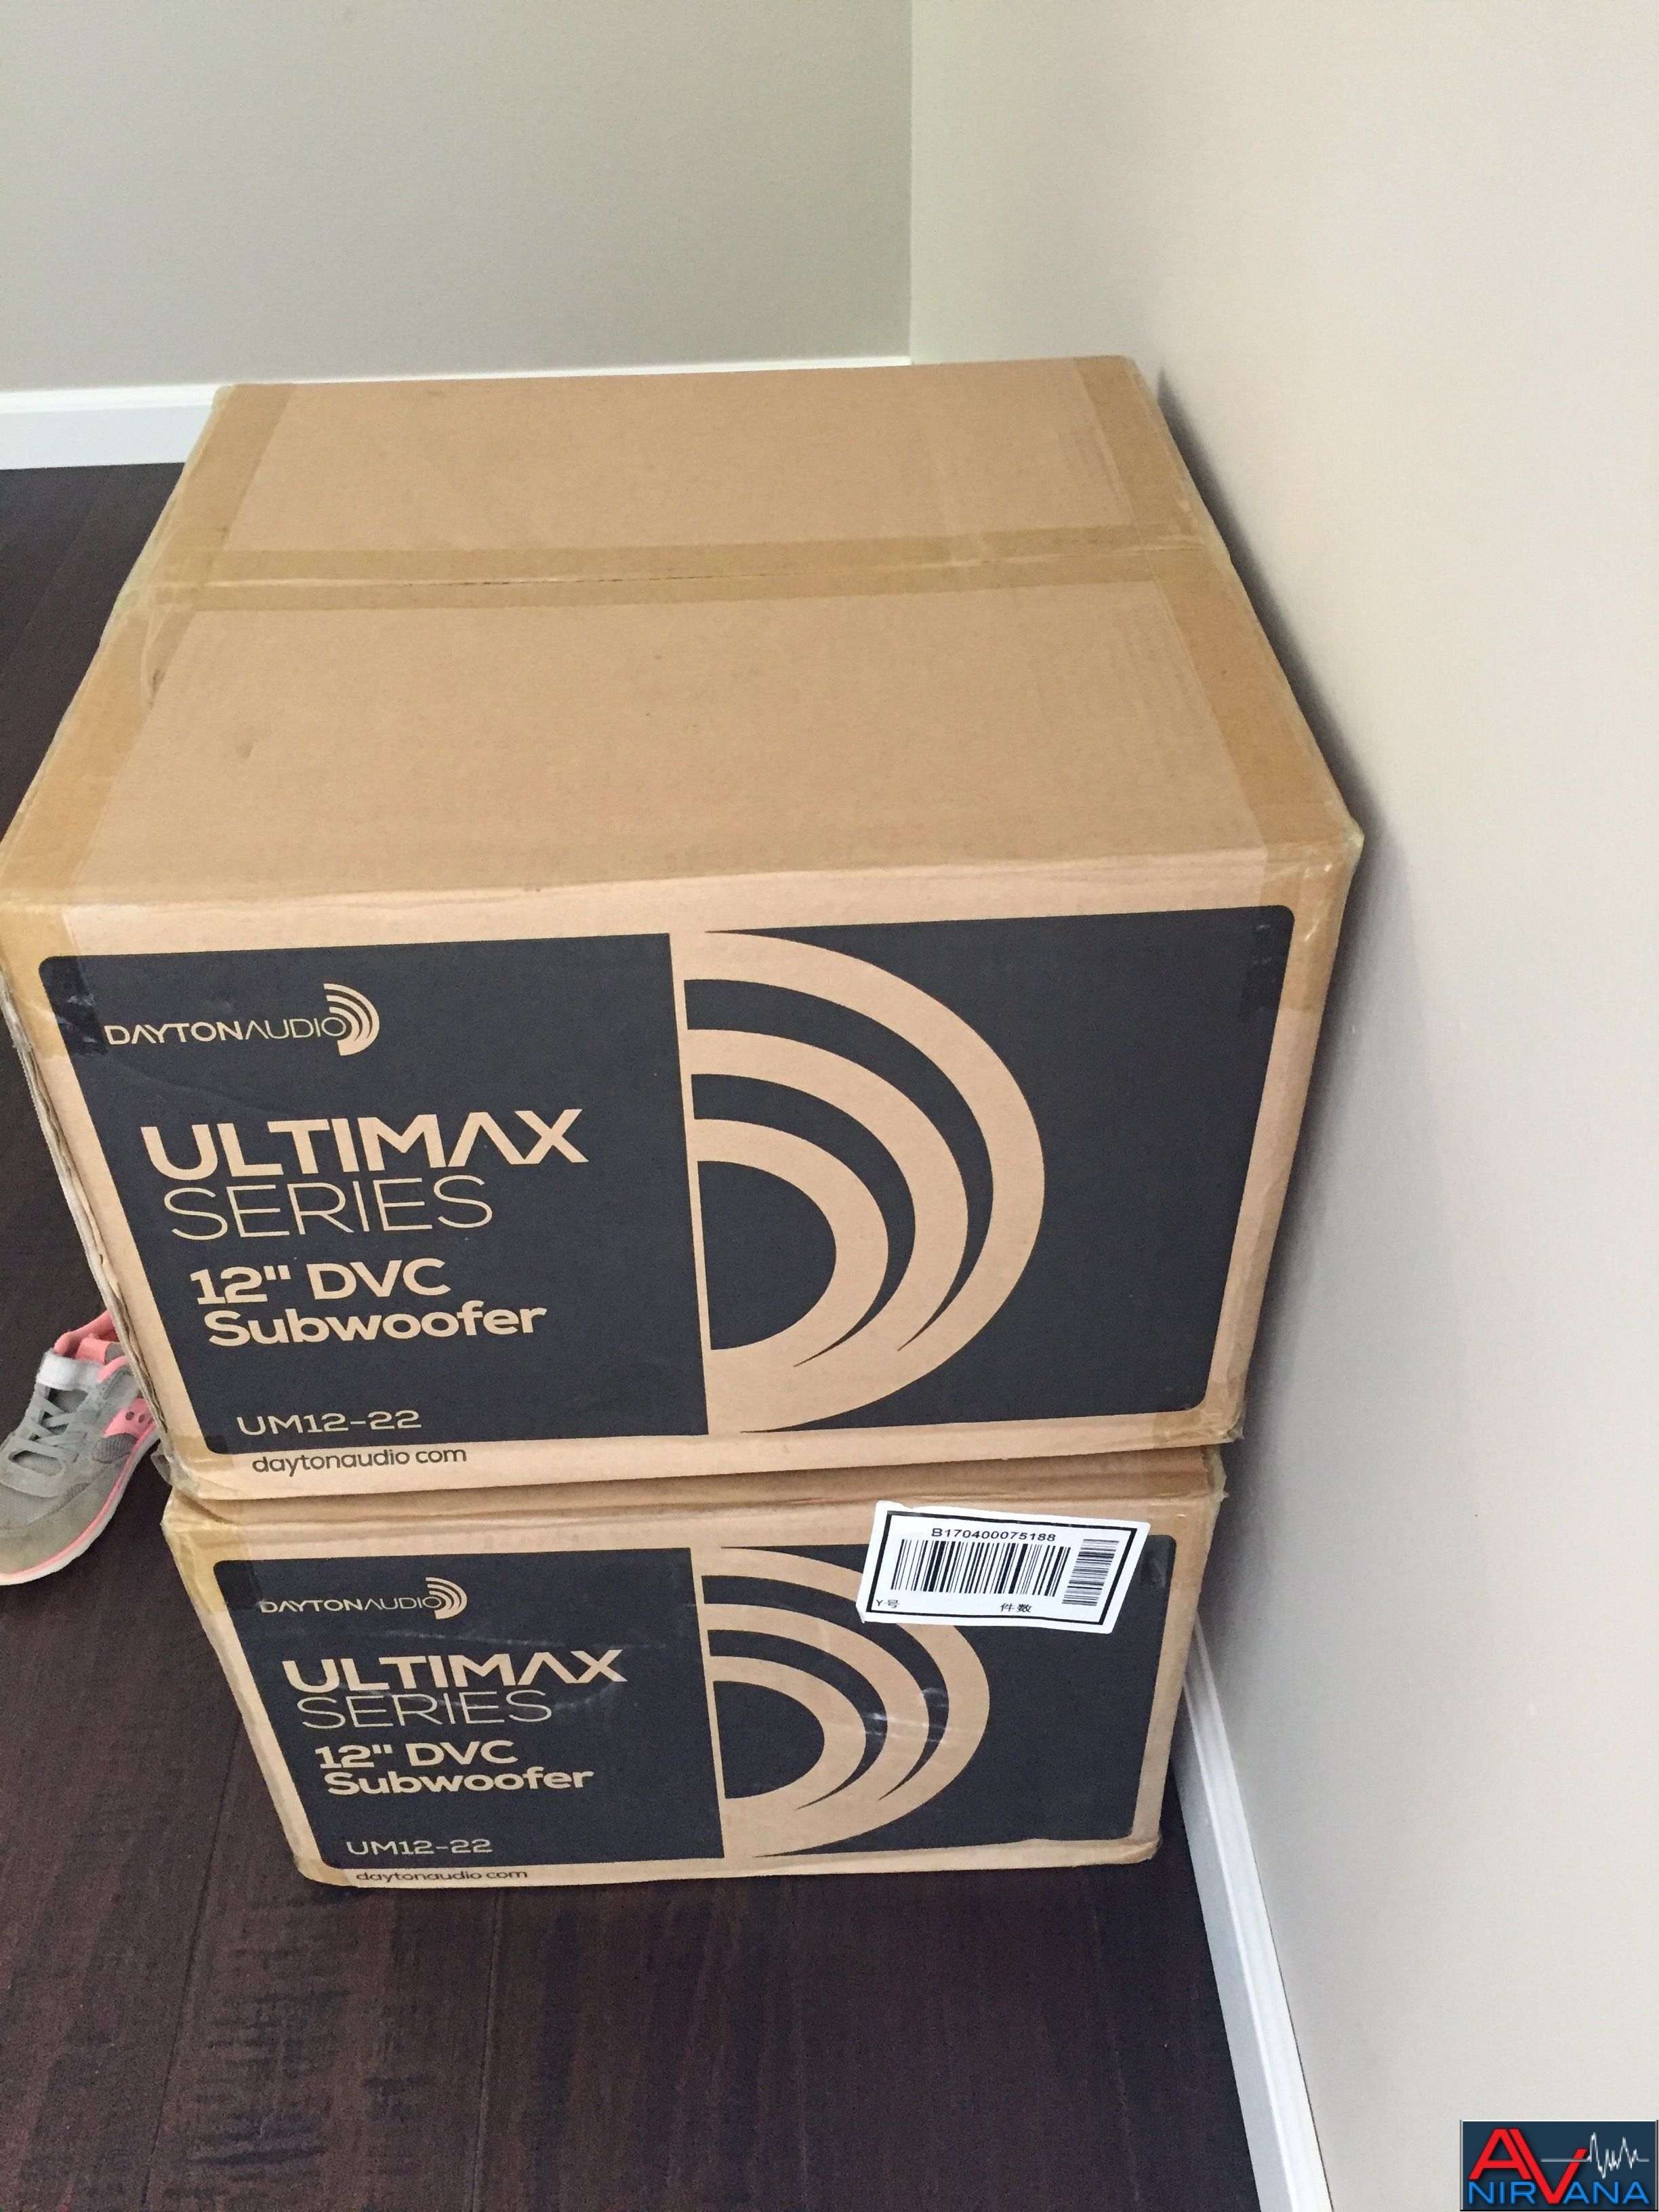 DAYTONAUDIO
ULTIMAX
SERIES
12" DVC
Subwoofer
UM12-22
daytonaudio.com
B170400075188
Y号
件数
DAYTONAUDIO
ULTIMAX
SERIES
12" DVC
Subwoofer
UM12-22
daytonaudio.com
AV
NIRVANA